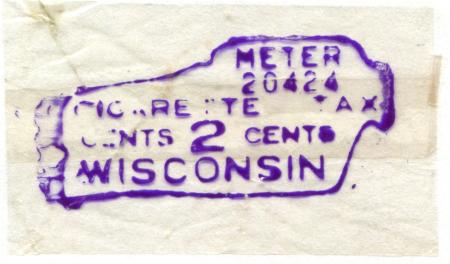 METER
20424
CIGARETTE TAX
CENTS 2 CENTS
WISCONSIN